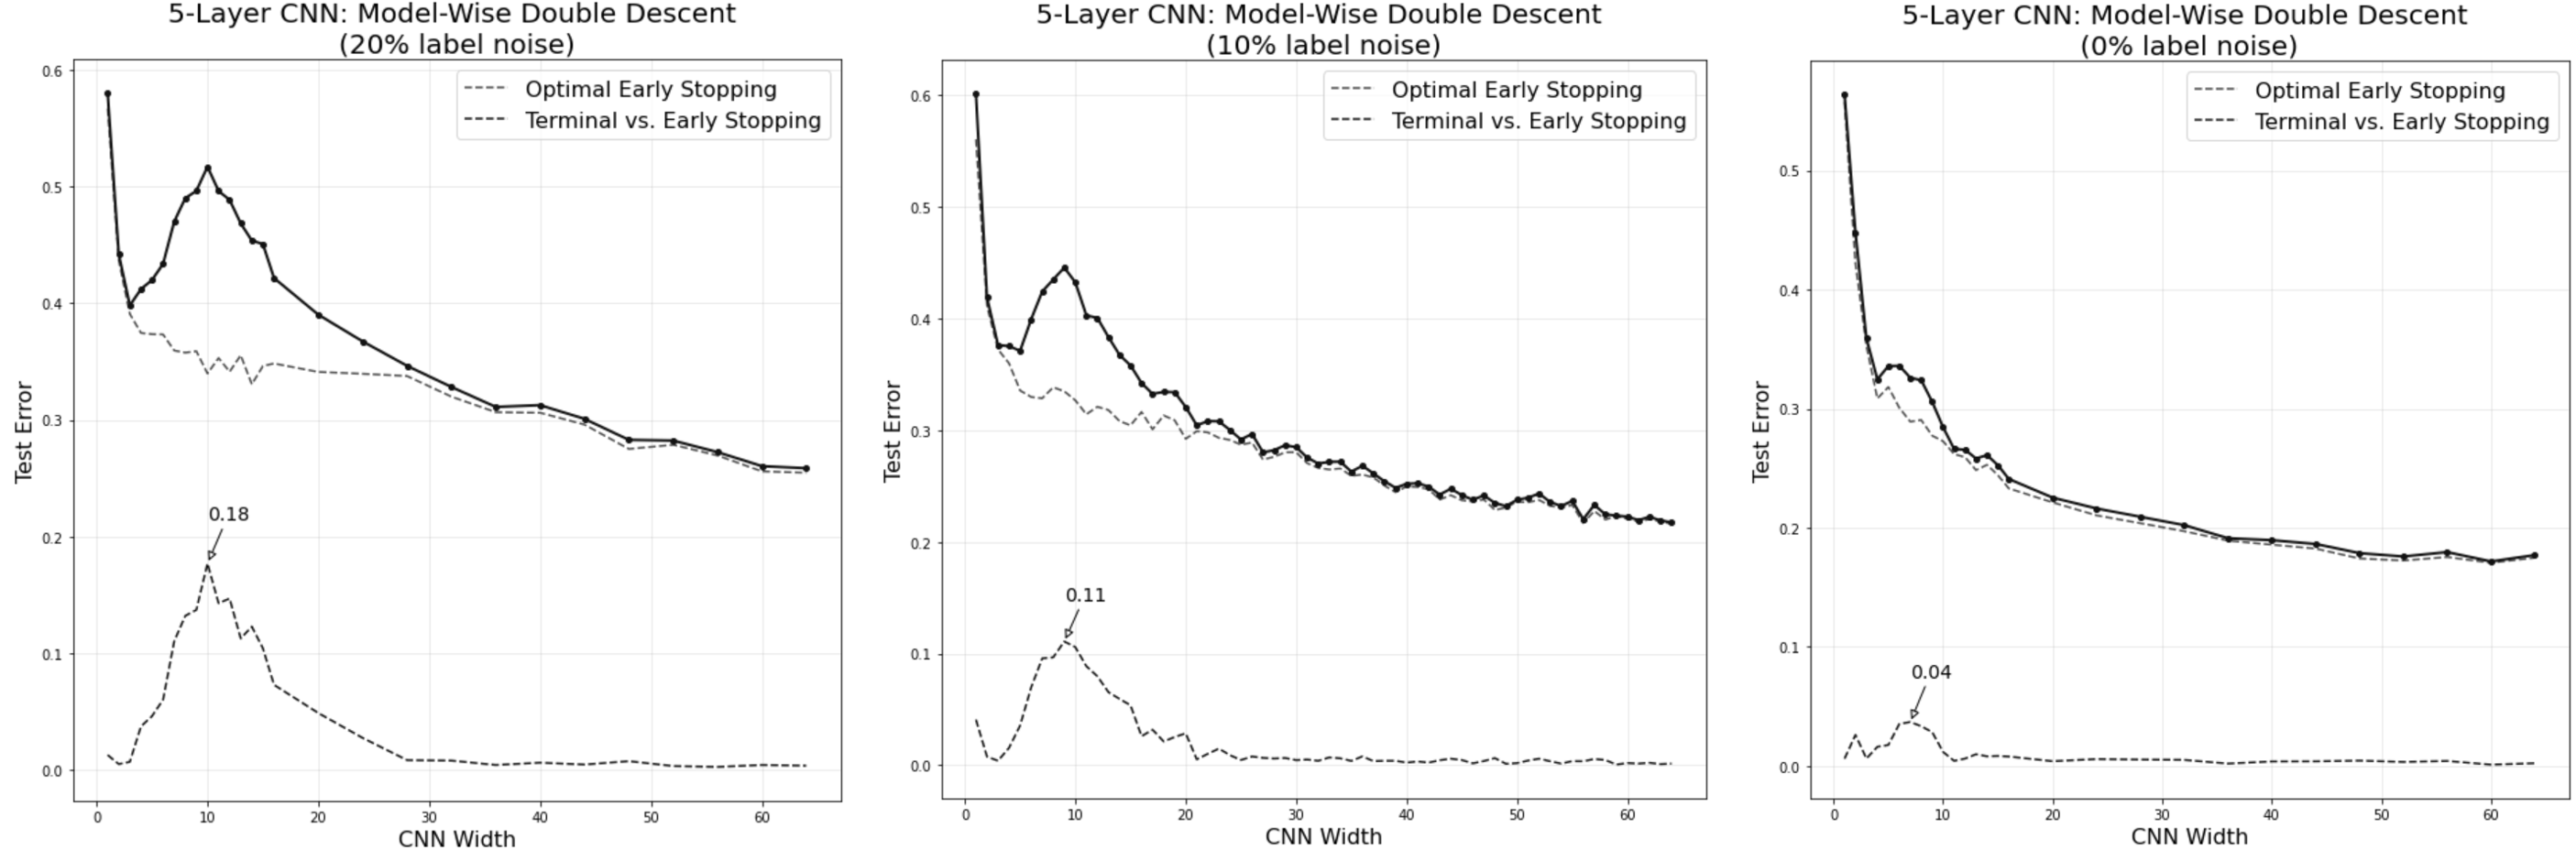 5-Layer CNN: Model-Wise Double Descent
(20% label noise)
Optimal Early Stopping
Terminal vs. Early Stopping
Test Error
0.6
0.5
0.4
0.3
0.2
0.1
0.0
0.18
0 10 20 30 40 50 60
CNN Width
5-Layer CNN: Model-Wise Double Descent
(10% label noise)
Optimal Early Stopping
Terminal vs. Early Stopping
Test Error
0.6
0.5
0.4
0.3
0.2
0.1
0.0
0.11
0 10 20 30 40 50 60
CNN Width
5-Layer CNN: Model-Wise Double Descent
(0% label noise)
Optimal Early Stopping
Terminal vs. Early Stopping
Test Error
0.5
0.4
0.3
0.2
0.1
0.0
0.04
0 10 20 30 40 50 60
CNN Width